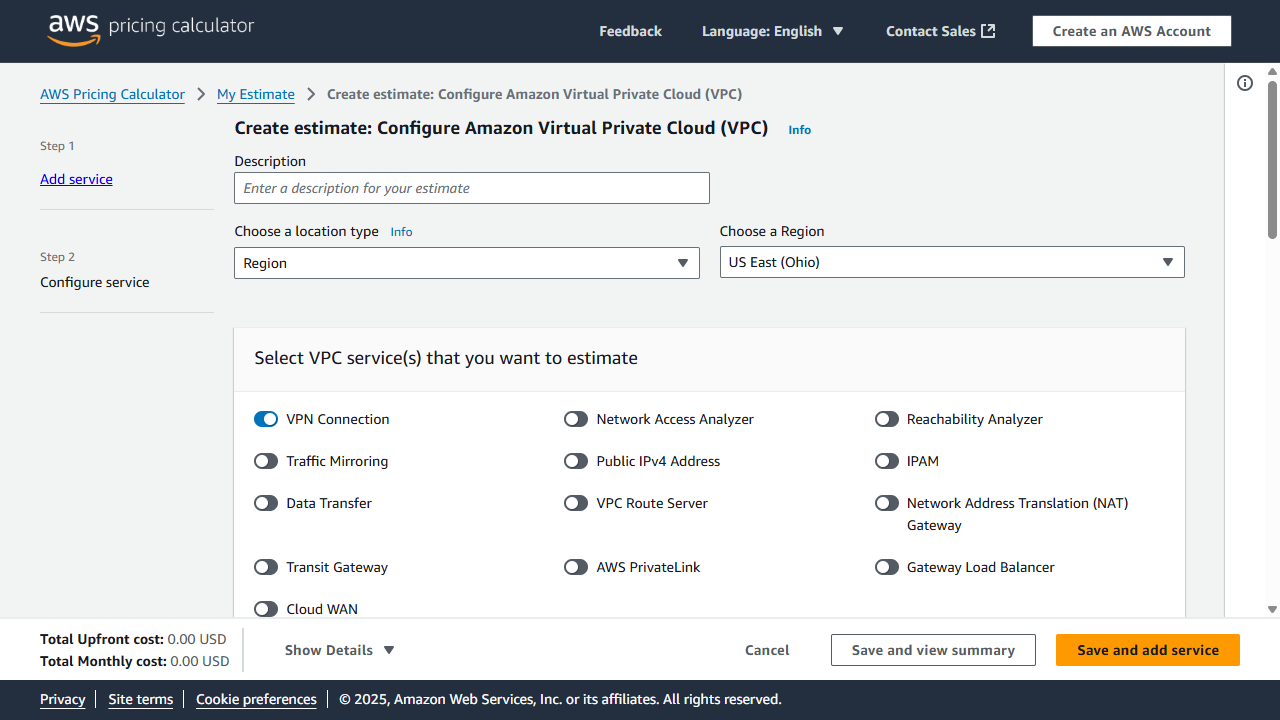 aws pricing calculator
Feedback
Language: English
Contact Sales
Create an AWS Account
AWS Pricing Calculator
My Estimate
Create estimate: Configure Amazon Virtual Private Cloud (VPC)
Step 1
Add service
Step 2
Configure service
Create estimate: Configure Amazon Virtual Private Cloud (VPC) Info
Description
Enter a description for your estimate
Choose a location type Info
Region
Choose a Region
US East (Ohio)
Select VPC service(s) that you want to estimate
VPN Connection
Network Access Analyzer
Reachability Analyzer
Traffic Mirroring
Public IPv4 Address
IPAM
Data Transfer
VPC Route Server
Network Address Translation (NAT)
Gateway
Transit Gateway
AWS PrivateLink
Gateway Load Balancer
Cloud WAN
Total Upfront cost: 0.00 USD
Total Monthly cost: 0.00 USD
Show Details
Cancel
Save and view summary
Save and add service
Privacy
Site terms
Cookie preferences
© 2025, Amazon Web Services, Inc. or its affiliates. All rights reserved.